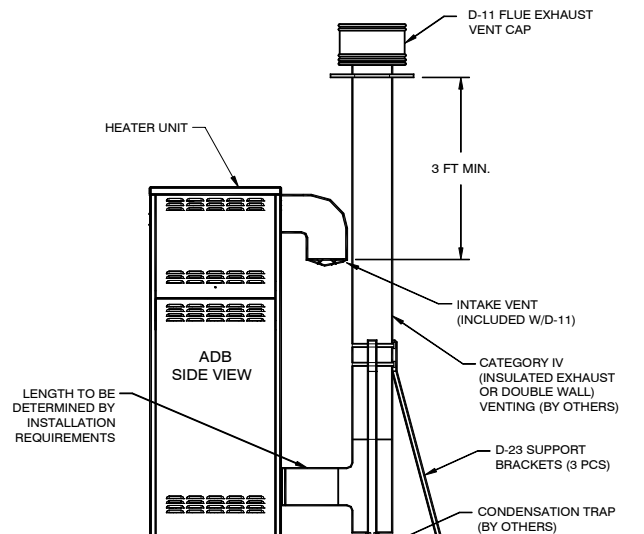 D-11 FLUE EXHAUST
VENT CAP
HEATER UNIT
3 FT MIN.
INTAKE VENT
(INCLUDED W/D-11)
ADB
SIDE VIEW
CATEGORY IV
(INSULATED EXHAUST
OR DOUBLE WALL)
VENTING (BY OTHERS)
LENGTH TO BE
DETERMINED BY
INSTALLATION
REQUIREMENTS
D-23 SUPPORT
BRACKETS (3 PCS)
CONDENSATION TRAP
(BY OTHERS)